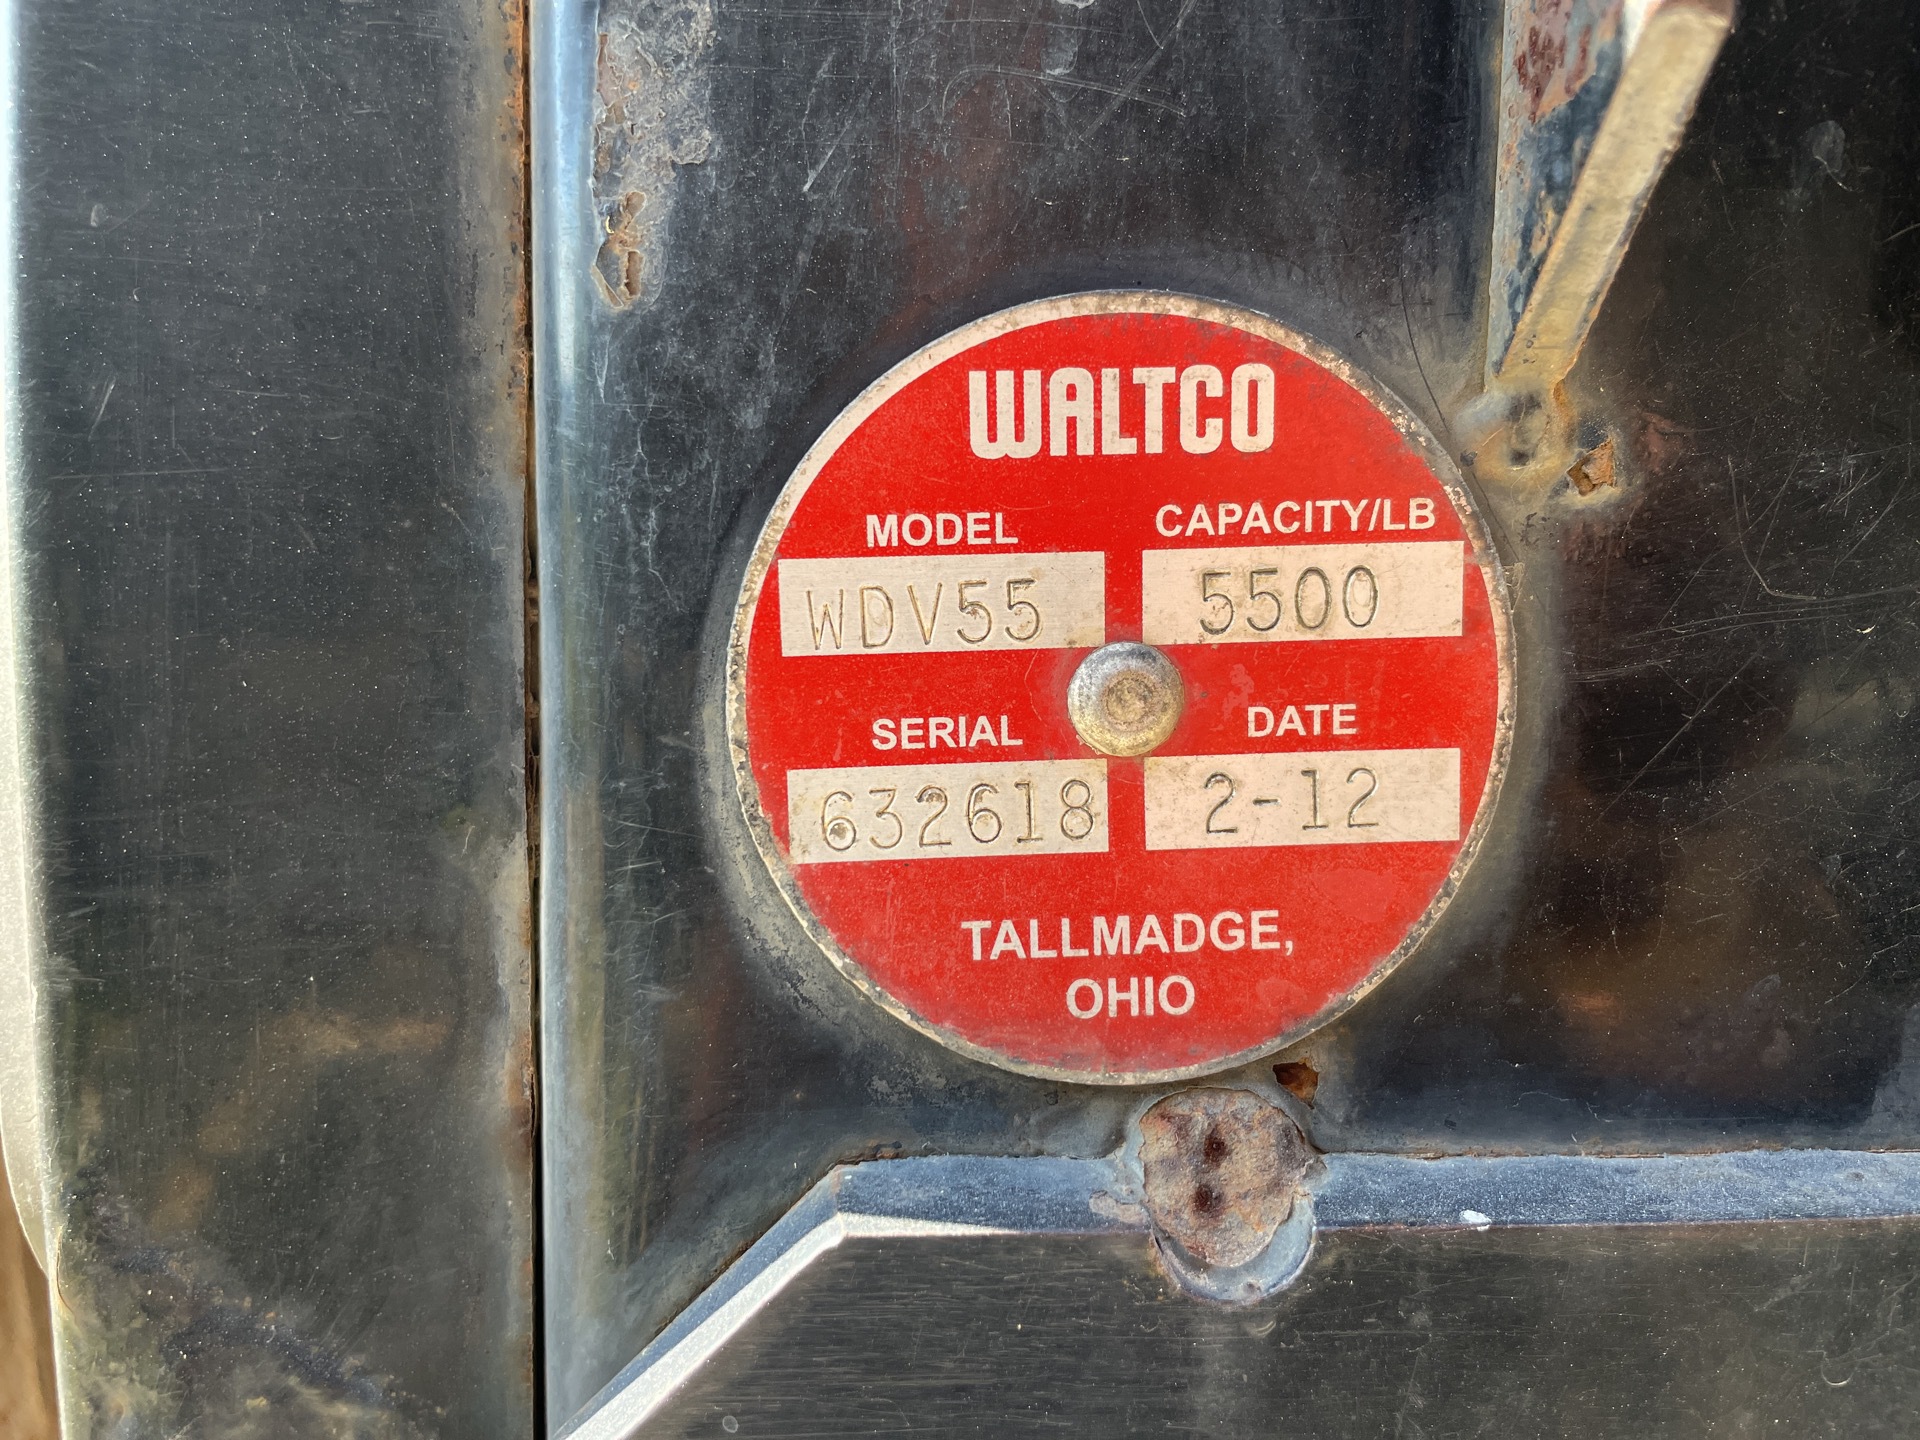 WALTCO
MODEL CAPACITY/LB
WDV55 5500
SERIAL DATE
632618 2-12
TALLMADGE,
OHIO